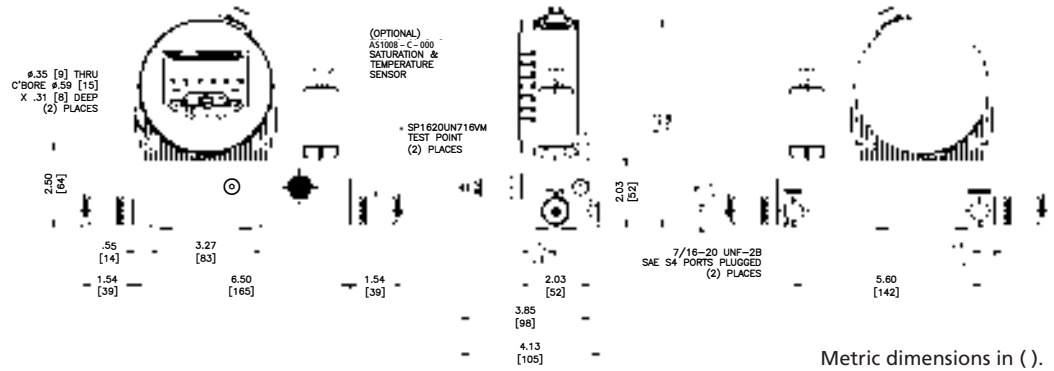 (OPTIONAL)
AS1008-C-000
SATURATION &
TEMPERATURE
SENSOR
ø.35 [9] THRU
C'BORE ø.59 [15]
X .31 [8] DEEP
(2) PLACES
SP1620UN716VM
TEST POINT
(2) PLACES
2.50
[64]
2.03
[52]
.55
[14]
3.27
[83]
7/16-20 UNF-2B
SAE S4 PORTS PLUGGED
(2) PLACES
1.54
[39]
6.50
[165]
1.54
[39]
2.03
[52]
5.60
[142]
3.85
[98]
4.13
[105]
Metric dimensions in ( ).